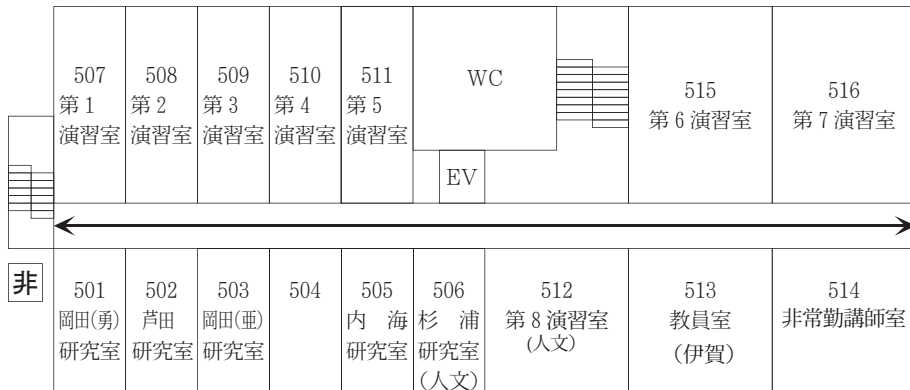 507
第1
演習室
508
第2
演習室
509
第3
演習室
510
第4
演習室
511
第5
演習室
WC
EV
515
第6演習室
516
第7演習室
非
501
岡田(勇)
研究室
502
芦田
研究室
503
岡田(亜)
研究室
504
505
内 海
研究室
506
杉 浦
研究室
(人文)
512
第8演習室
(人文)
513
教員室
(伊賀)
514
非常勤講師室